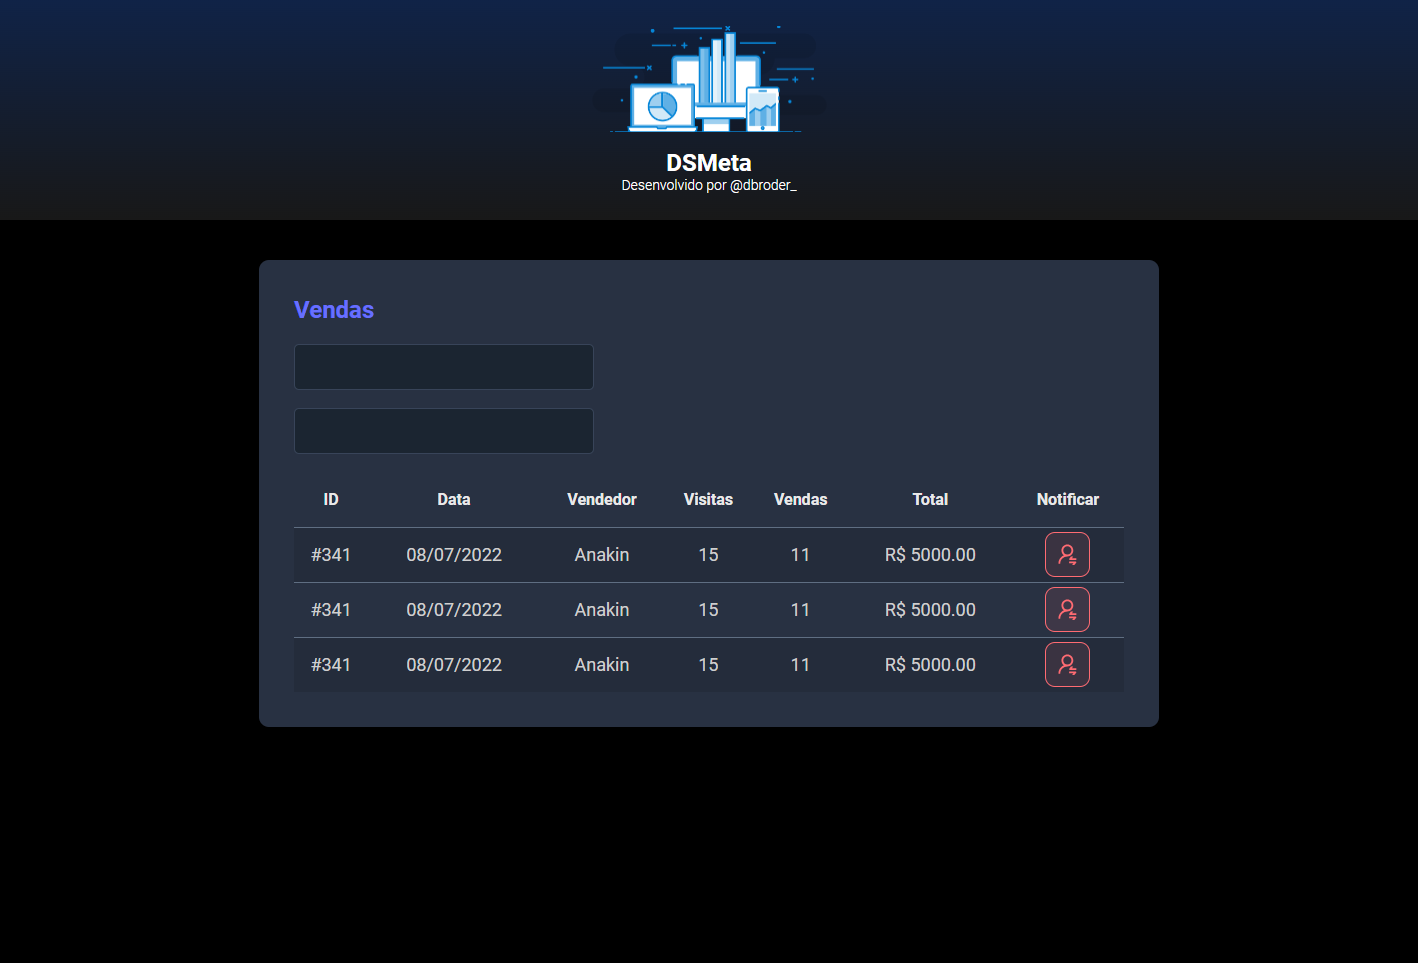 DSMeta
Desenvolvido por @dbroder_
Vendas
ID Data Vendedor Visitas Vendas Total Notificar
#341 08/07/2022 Anakin 15 11 R$ 5000.00
#341 08/07/2022 Anakin 15 11 R$ 5000.00
#341 08/07/2022 Anakin 15 11 R$ 5000.00